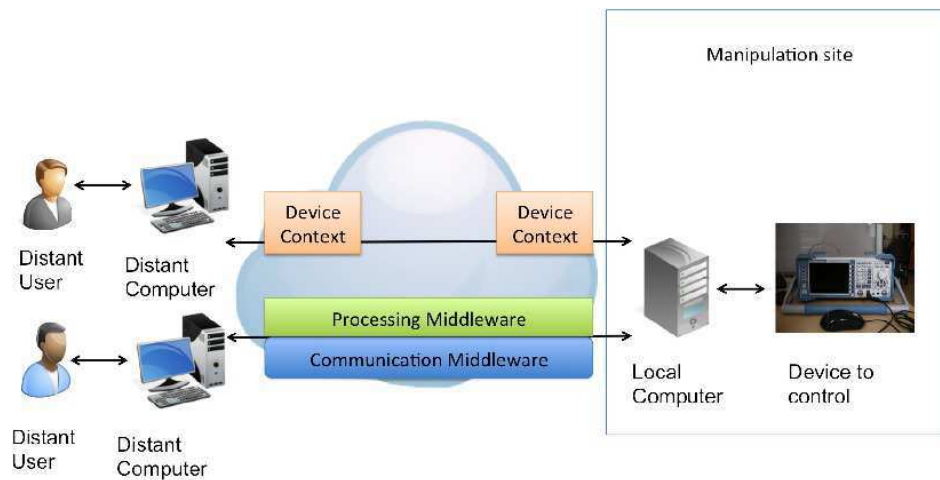 Manipulation site
Device
Context
Device
Context
Distant
User
Distant
Computer
Processing Middleware
Communication Middleware
Local
Computer
Device to
control
Distant
User
Distant
Computer